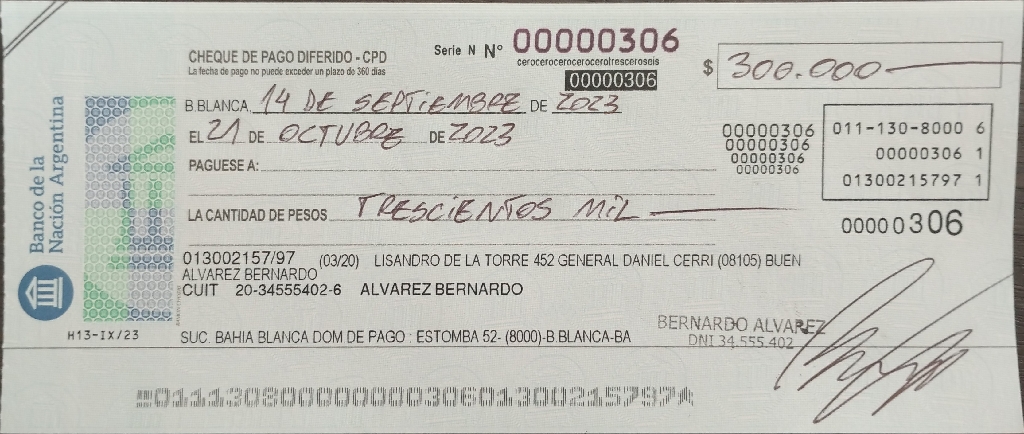 CHEQUE DE PAGO DIFERIDO - CPD
La fecha de pago no puede exceder un plazo de 360 días
Serie N Nº 00000306
cerocerocerocerocerotresceroseis
00000306
$ 300.000
B.BLANCA, 14 DE SEPTIEMBRE DE 2023
EL 21 DE OCTUBRE DE 2023
PAGUESE A:
LA CANTIDAD DE PESOS TRESCIENTOS MIL
00000306
00000306
00000306
00000306
011-130-8000 6
00000306 1
01300215797 1
00000306
Banco de la
Nación Argentina
013002157/97 (03/20) LISANDRO DE LA TORRE 452 GENERAL DANIEL CERRI (08105) BUEN
ALVAREZ BERNARDO
CUIT 20-34555402-6 ALVAREZ BERNARDO
H13-IX/23
SUC. BAHIA BLANCA DOM DE PAGO : ESTOMBA 52- (8000)-B.BLANCA-BA
BERNARDO ALVAREZ
DNI 34.555.402